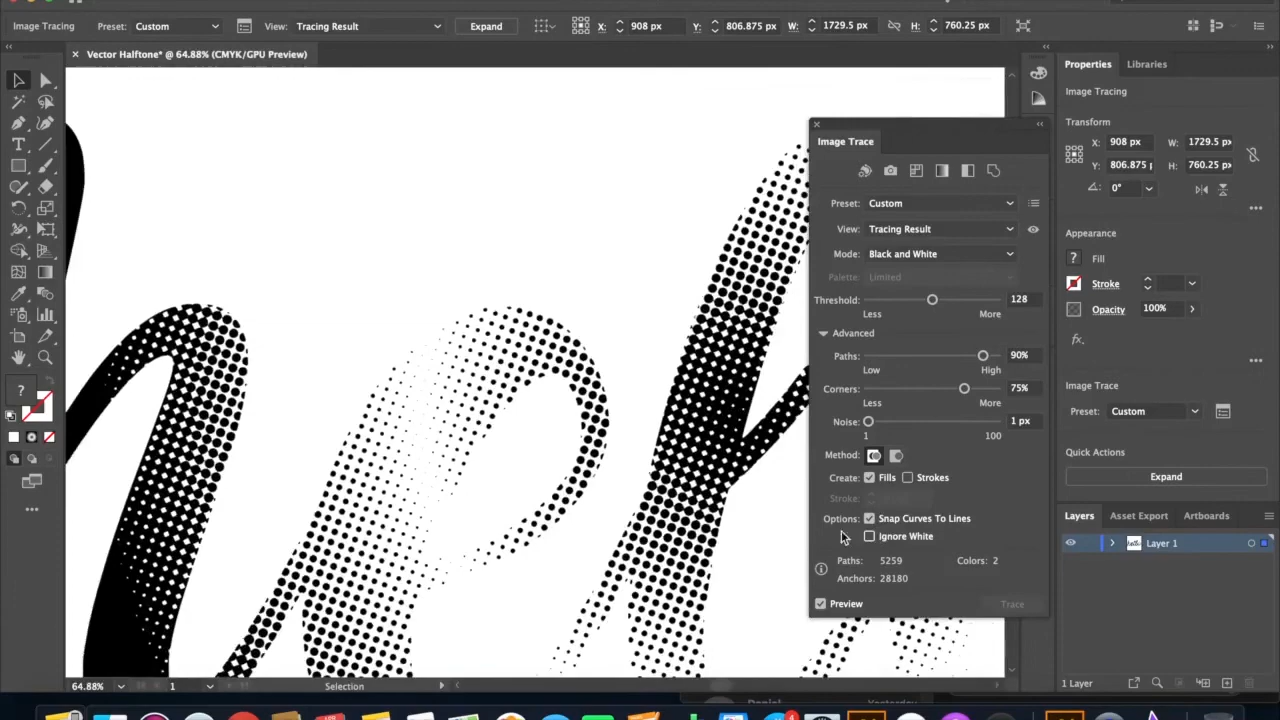 Image Tracing Preset: Custom View: Tracing Result Expand X: 908 px Y: 806.875 px W: 1729.5 px H: 760.25 px
× Vector Halftone* @ 64.88% (CMYK/GPU Preview)
Properties Libraries
Image Tracing
Transform
X: 908 px W: 1729.5 px
Y: 806.875 p H: 760.25 px
0°
Appearance
? Fill
Stroke
Opacity 100%
fx.
Image Trace
Preset: Custom
Quick Actions
Expand
Image Trace
Preset: Custom
View: Tracing Result
Mode: Black and White
Palette: Limited
Threshold: 128
Less More
Advanced
Paths: 90%
Low High
Corners: 75%
Less More
Noise: 1 px
1 100
Method:
Create: Fills Strokes
Stroke:
Options: Snap Curves To Lines
Ignore White
Paths: 5259 Colors: 2
Anchors: 28180
Preview Trace
Layers Asset Export Artboards
Layer 1
1 Layer
64.88% 1 Selection
Daniel Yesterday